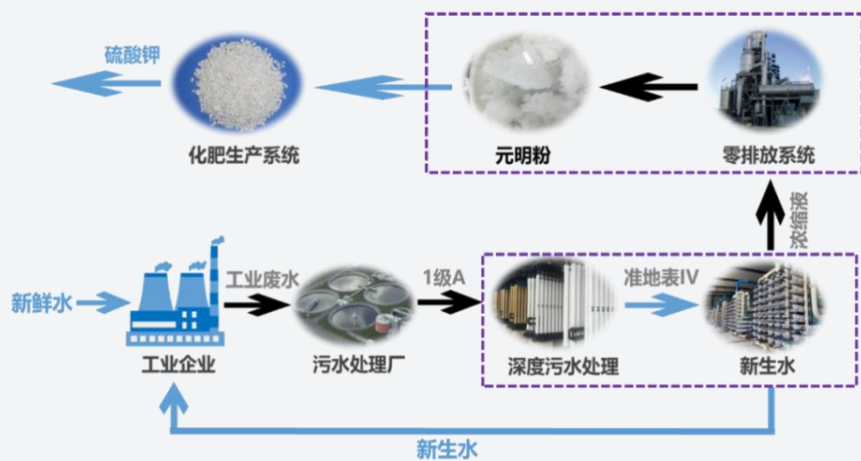 硫酸钾
化肥生产系统
元明粉
零排放系统
浓缩液
新鲜水
工业废水
1级A
准地表IV
工业企业
污水处理厂
深度污水处理
新生水
新生水